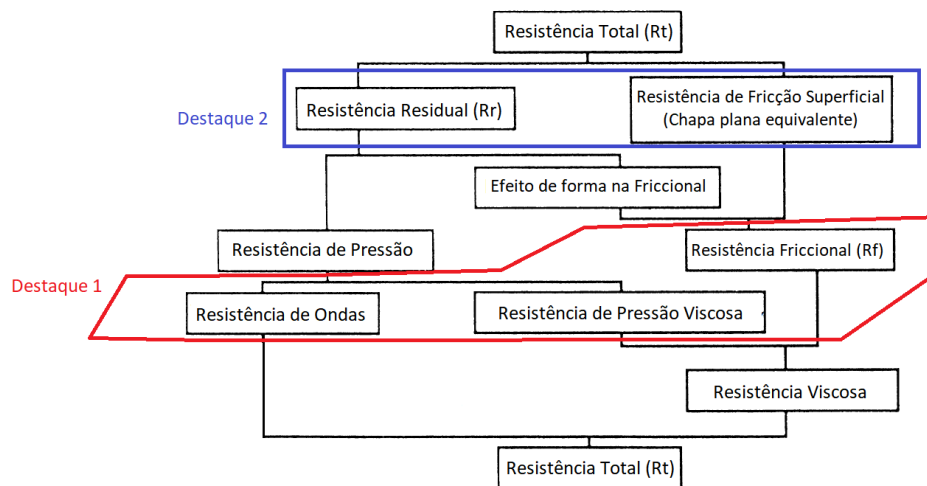 Resistência Total (Rt)
Destaque 2
Resistência Residual (Rr)
Resistência de Fricção Superficial
(Chapa plana equivalente)
Efeito de forma na Friccional
Resistência de Pressão
Resistência Friccional (Rf)
Destaque 1
Resistência de Ondas
Resistência de Pressão Viscosa
Resistência Viscosa
Resistência Total (Rt)